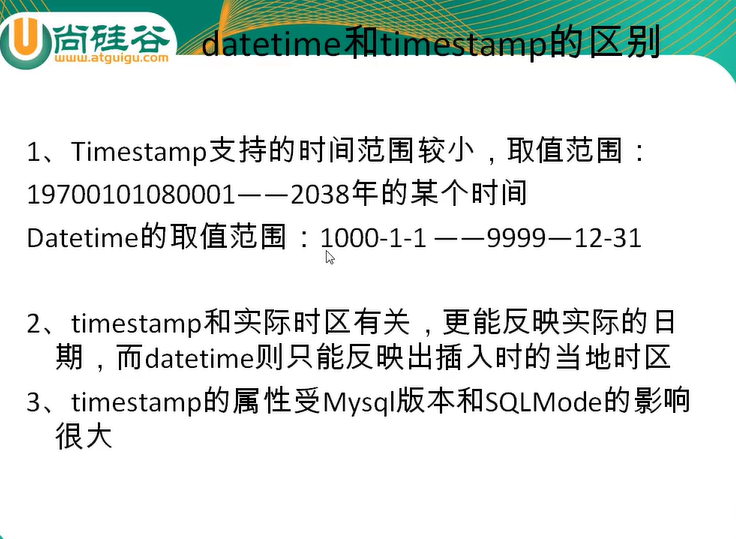 尚硅谷
www.atguigu.com
datetime和timestamp的区别
1、Timestamp支持的时间范围较小，取值范围：
19700101080001——2038年的某个时间
Datetime的取值范围：1000-1-1 ——9999—12-31
2、timestamp和实际时区有关，更能反映实际的日
期，而datetime则只能反映出插入时的当地时区
3、timestamp的属性受Mysql版本和SQLMode的影响
很大